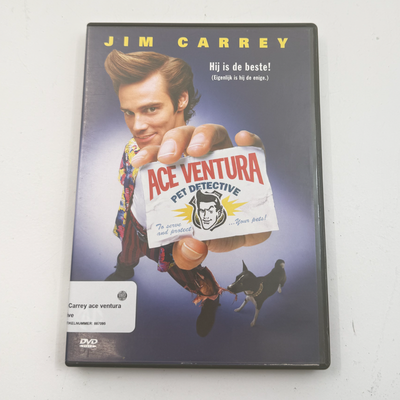 JIM CARREY
Hij is de beste!
(Eigenlijk is hij de enige.)
ACE VENTURA
PET DETECTIVE
To serve
and protect
...Your pets!
Carrey ace ventura
ive
DVD